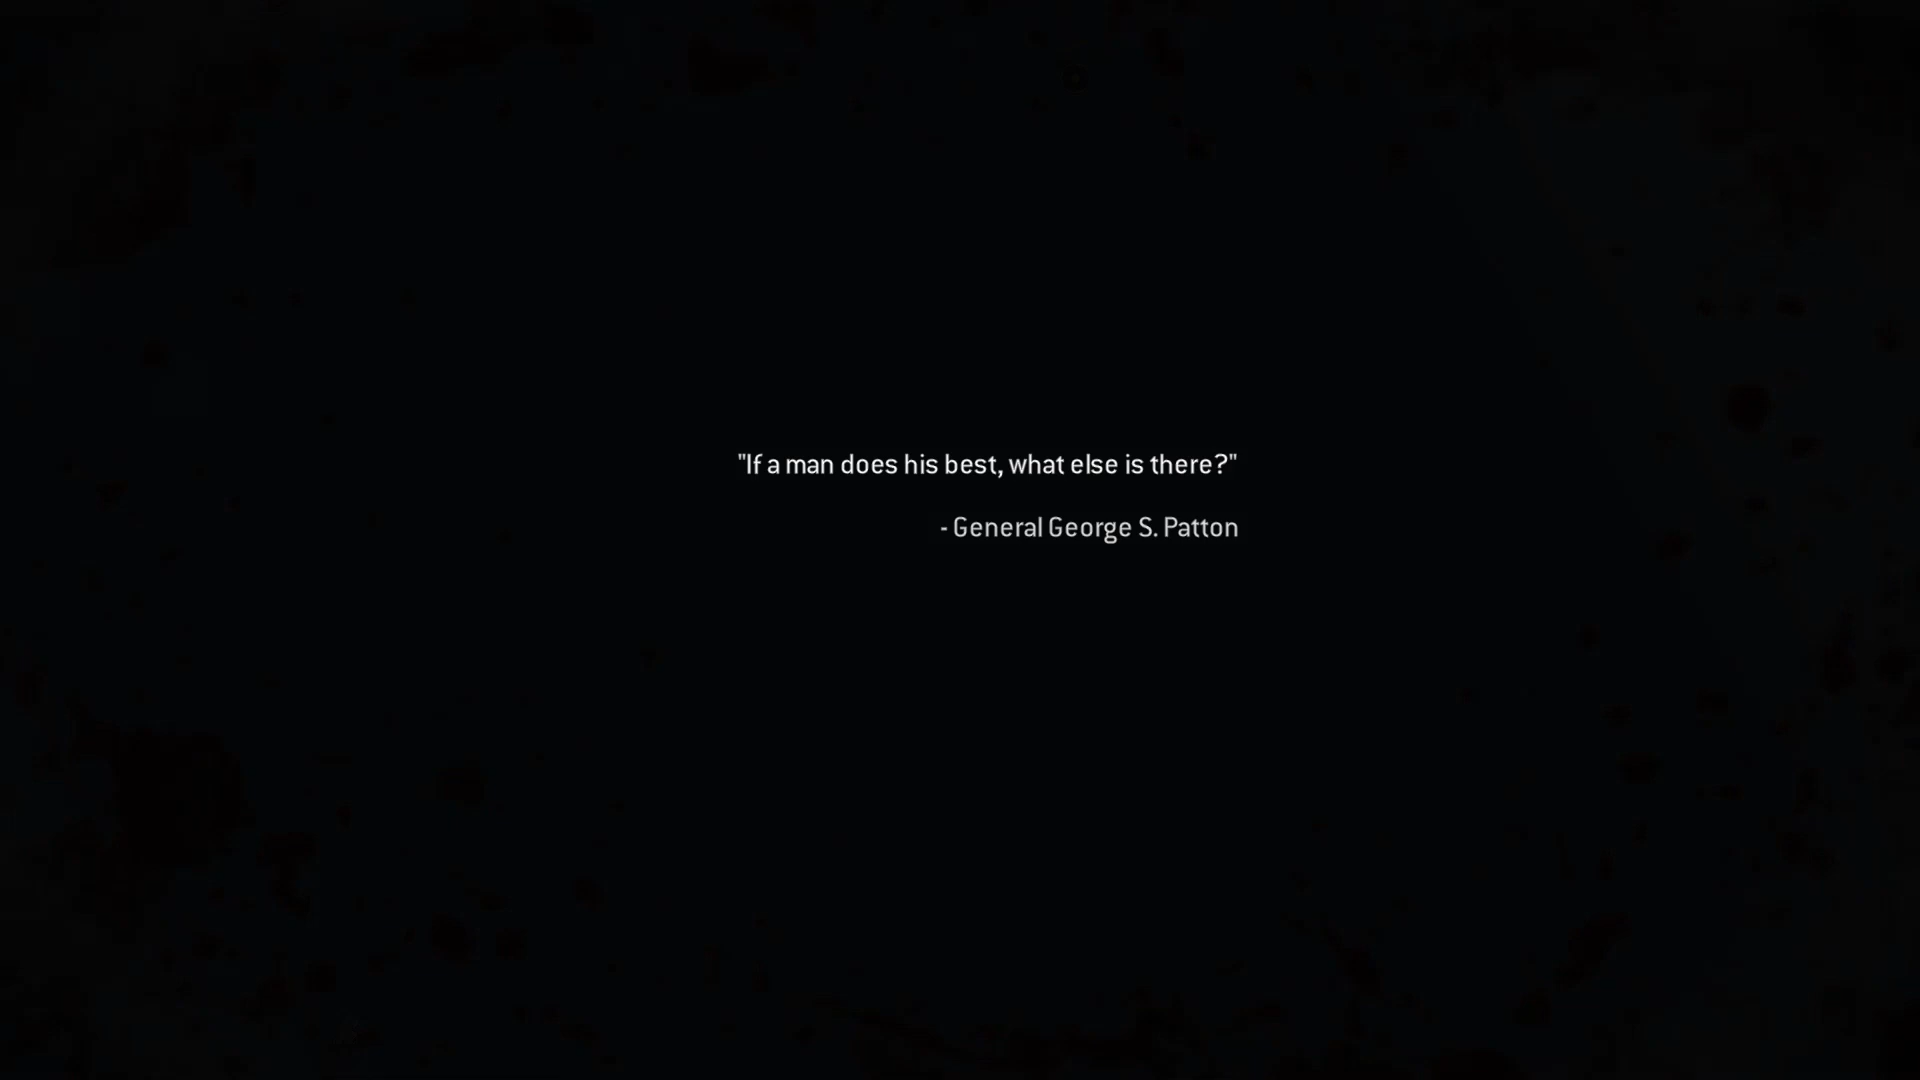 "If a man does his best, what else is there?"
- General George S. Patton